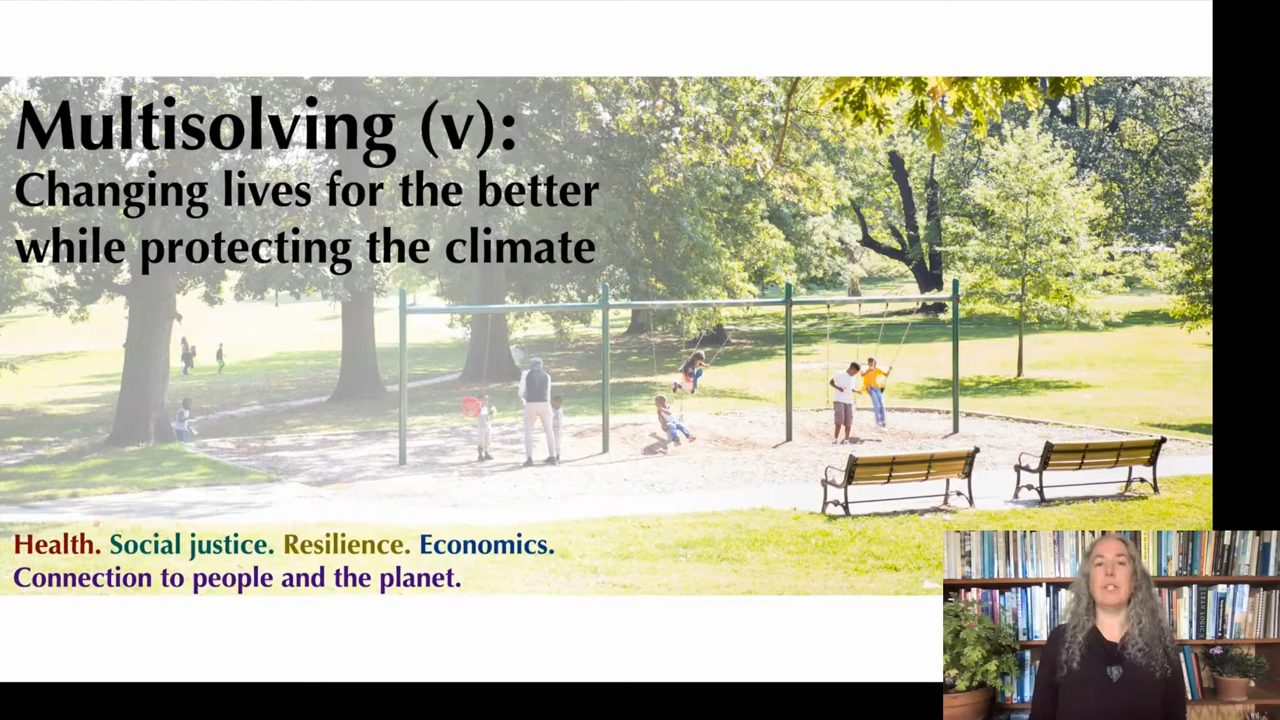 Multisolving (v):
Changing lives for the better
while protecting the climate
Health. Social justice. Resilience. Economics.
Connection to people and the planet.